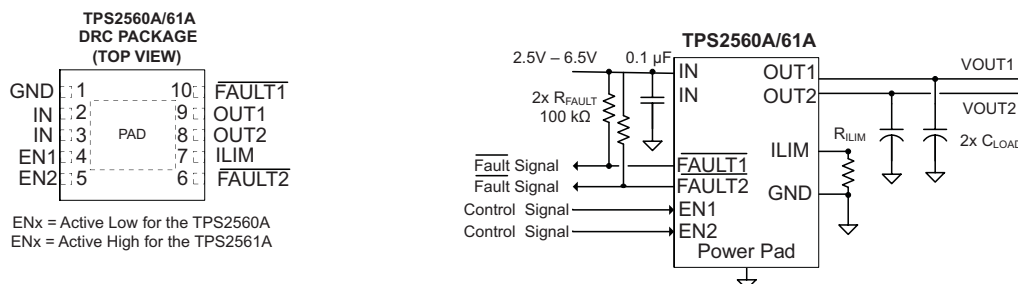 TPS2560A/61A
DRC PACKAGE
(TOP VIEW)
GND 1
IN 2
IN 3
EN1 4
EN2 5
PAD
10 FAULT1
9 OUT1
8 OUT2
7 ILIM
6 FAULT2
ENx = Active Low for the TPS2560A
ENx = Active High for the TPS2561A
TPS2560A/61A
2.5V – 6.5V
0.1 µF
2x RFAULT
100 kΩ
IN
IN
OUT1
OUT2
VOUT1
VOUT2
RILIM
2x CLOAD
ILIM
GND
Fault Signal
Fault Signal
Control Signal
Control Signal
FAULT1
FAULT2
EN1
EN2
Power Pad